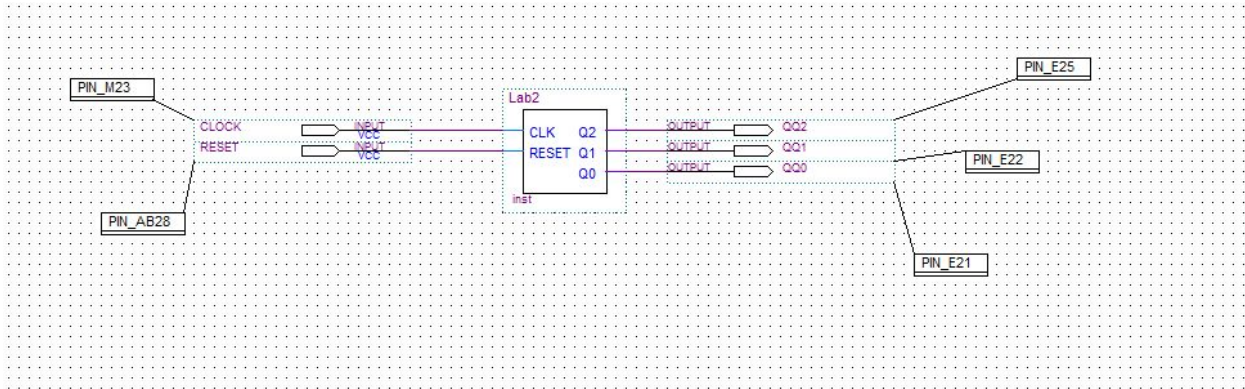 PIN_E25
PIN_M23
Lab2
CLOCK INPUT VCC
CLK Q2
OUTPUT QQ2
RESET INPUT VCC
RESET Q1
OUTPUT QQ1
Q0
OUTPUT QQ0
PIN_E22
inst
PIN_AB28
PIN_E21